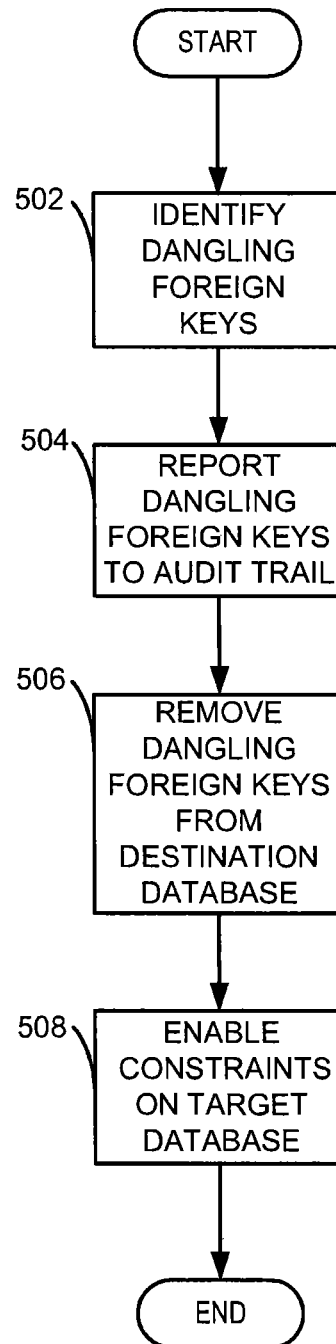 START
502
IDENTIFY
DANGLING
FOREIGN
KEYS
504
REPORT
DANGLING
FOREIGN KEYS
TO AUDIT TRAIL
506
REMOVE
DANGLING
FOREIGN KEYS
FROM
DESTINATION
DATABASE
508
ENABLE
CONSTRAINTS
ON TARGET
DATABASE
END